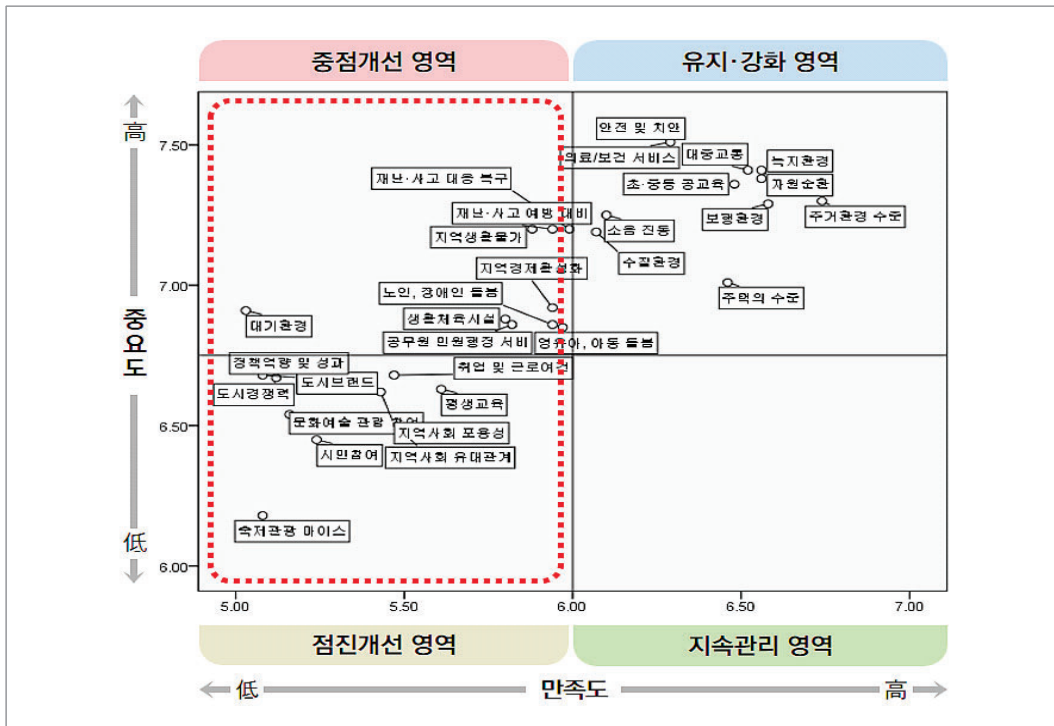 중점개선 영역
유지·강화 영역
高
중요도
低
7.50
7.00
6.50
6.00
안전 및 치안
의료/보건 서비스
대중교통
녹지환경
재난·사고 대응 복구
초·중등 공교육
자원순환
재난·사고 예방 대비
보행환경
주거환경 수준
지역생활물가
소음 진동
수질환경
지역경제활성화
노인, 장애인 돌봄
주택의 수준
대기환경
생활체육시설
공무원 민원행정 서비
영유아, 아동 돌봄
정책역량 및 성과
취업 및 근로여건
도시경쟁력
도시브랜드
평생교육
문화예술 관광 참여
지역사회 포용성
시민참여
지역사회 유대관계
축제관광 마이스
5.00
5.50
6.00
6.50
7.00
점진개선 영역
지속관리 영역
低
만족도
高